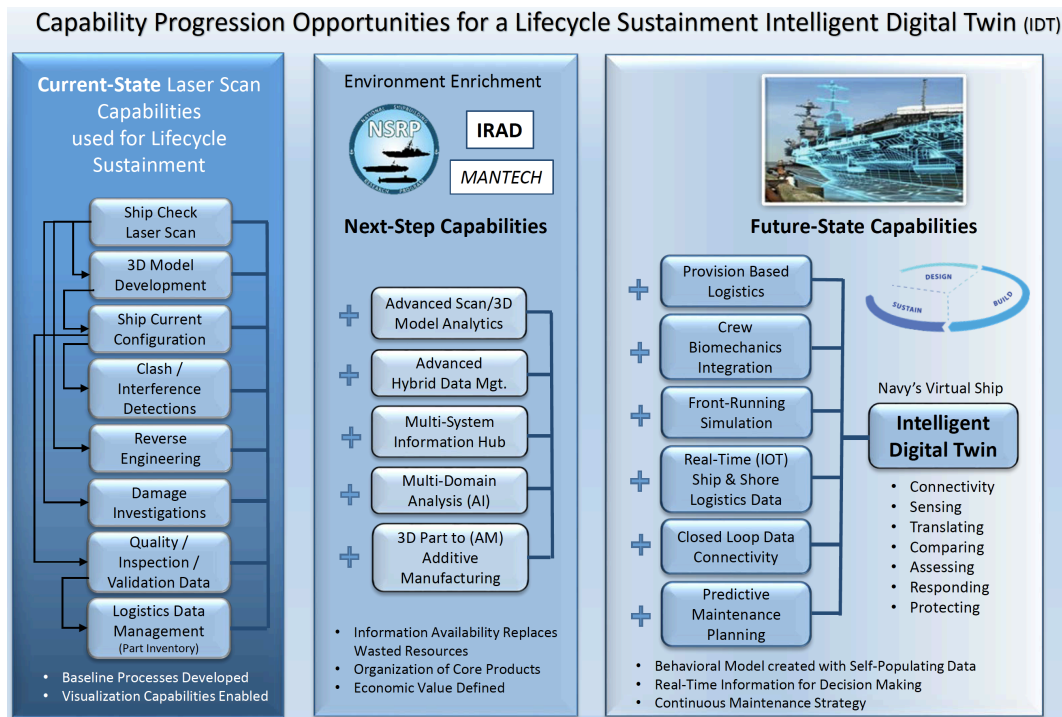 Capability Progression Opportunities for a Lifecycle Sustainment Intelligent Digital Twin (IDT)
Current-State Laser Scan
Capabilities
used for Lifecycle
Sustainment
Ship Check
Laser Scan
3D Model
Development
Ship Current
Configuration
Clash /
Interference
Detections
Reverse
Engineering
Damage
Investigations
Quality /
Inspection /
Validation Data
Logistics Data
Management
(Part Inventory)
• Baseline Processes Developed
• Visualization Capabilities Enabled
Environment Enrichment
NATIONAL SHIPBUILDING
NSRP
RESEARCH PROGRAM
IRAD
MANTECH
Next-Step Capabilities
Advanced Scan/3D
Model Analytics
Advanced
Hybrid Data Mgt.
Multi-System
Information Hub
Multi-Domain
Analysis (AI)
3D Part to (AM)
Additive
Manufacturing
• Information Availability Replaces
Wasted Resources
• Organization of Core Products
• Economic Value Defined
Future-State Capabilities
Provision Based
Logistics
Crew
Biomechanics
Integration
Front-Running
Simulation
Real-Time (IOT)
Ship & Shore
Logistics Data
Closed Loop Data
Connectivity
Predictive
Maintenance
Planning
DESIGN
BUILD
SUSTAIN
Navy's Virtual Ship
Intelligent
Digital Twin
• Connectivity
• Sensing
• Translating
• Comparing
• Assessing
• Responding
• Protecting
• Behavioral Model created with Self-Populating Data
• Real-Time Information for Decision Making
• Continuous Maintenance Strategy